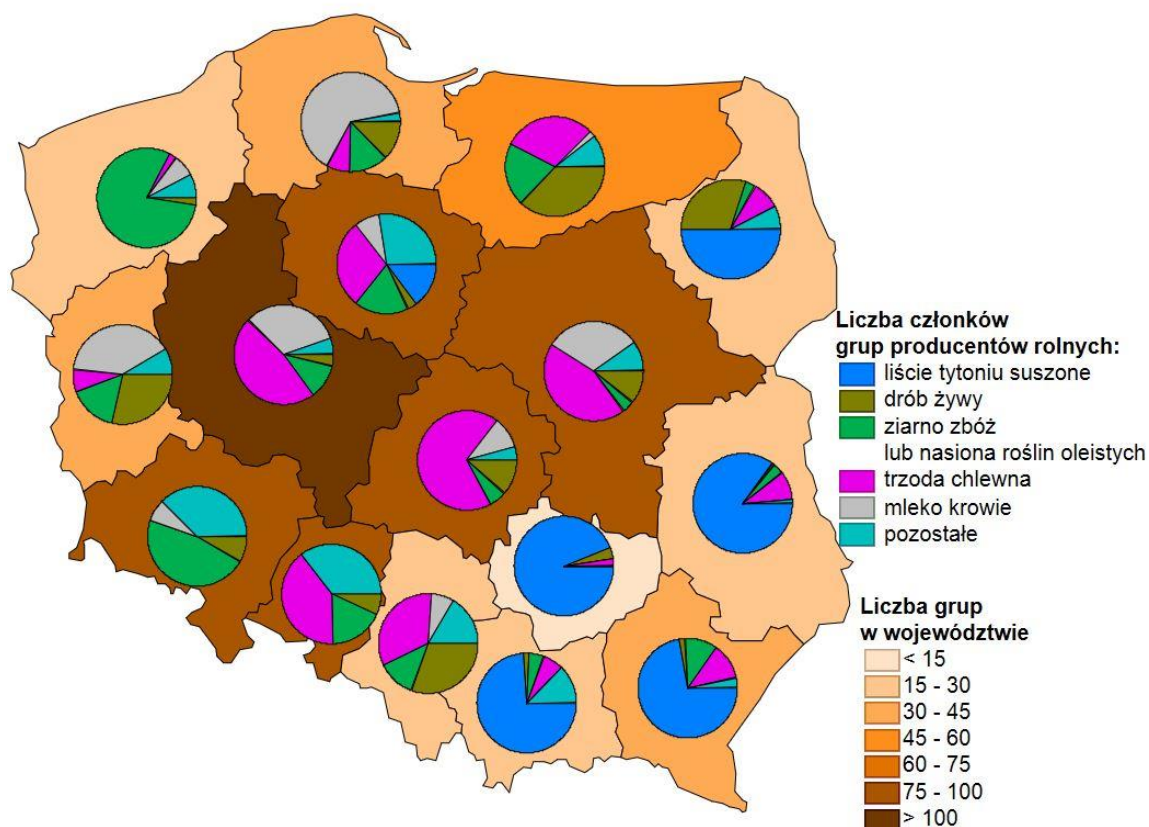 Liczba członków
grup producentów rolnych:
liście tytoniu suszone
drób żywy
ziarno zbóż
lub nasiona roślin oleistych
trzoda chlewna
mleko krowie
pozostałe
Liczba grup
w województwie
< 15
15 - 30
30 - 45
45 - 60
60 - 75
75 - 100
> 100